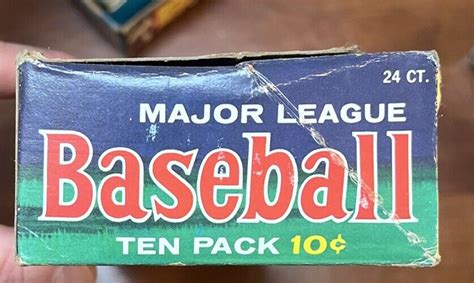 24 CT.
MAJOR LEAGUE
Baseball
TEN PACK 10¢